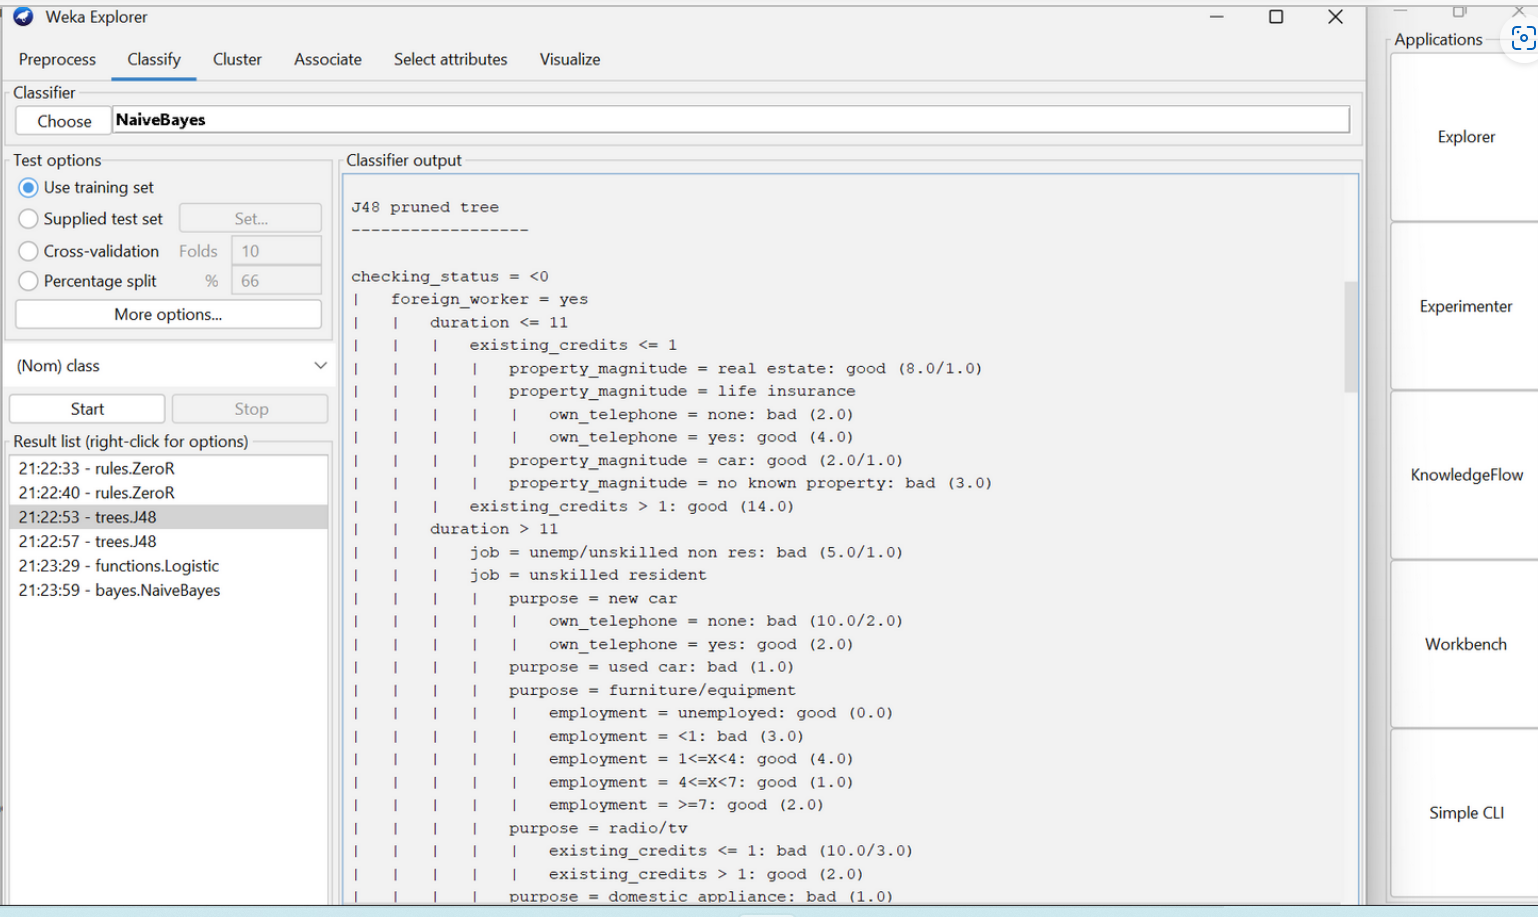 Weka Explorer
Preprocess Classify Cluster Associate Select attributes Visualize
Classifier
Choose NaiveBayes
Test options
Use training set
Supplied test set Set...
Cross-validation Folds 10
Percentage split % 66
More options...
(Nom) class
Start Stop
Result list (right-click for options)
21:22:33 - rules.ZeroR
21:22:40 - rules.ZeroR
21:22:53 - trees.J48
21:22:57 - trees.J48
21:23:29 - functions.Logistic
21:23:59 - bayes.NaiveBayes
Classifier output
J48 pruned tree
------------------
checking_status = <0
| foreign_worker = yes
| | duration <= 11
| | | existing_credits <= 1
| | | | property_magnitude = real estate: good (8.0/1.0)
| | | | property_magnitude = life insurance
| | | | | own_telephone = none: bad (2.0)
| | | | | own_telephone = yes: good (4.0)
| | | | property_magnitude = car: good (2.0/1.0)
| | | | property_magnitude = no known property: bad (3.0)
| | | existing_credits > 1: good (14.0)
| | duration > 11
| | | job = unemp/unskilled non res: bad (5.0/1.0)
| | | job = unskilled resident
| | | | purpose = new car
| | | | | own_telephone = none: bad (10.0/2.0)
| | | | | own_telephone = yes: good (2.0)
| | | | purpose = used car: bad (1.0)
| | | | purpose = furniture/equipment
| | | | | employment = unemployed: good (0.0)
| | | | | employment = <1: bad (3.0)
| | | | | employment = 1<=X<4: good (4.0)
| | | | | employment = 4<=X<7: good (1.0)
| | | | | employment = >=7: good (2.0)
| | | | purpose = radio/tv
| | | | | existing_credits <= 1: bad (10.0/3.0)
| | | | | existing_credits > 1: good (2.0)
| | | | purpose = domestic appliance: bad (1.0)
Applications
Explorer
Experimenter
KnowledgeFlow
Workbench
Simple CLI